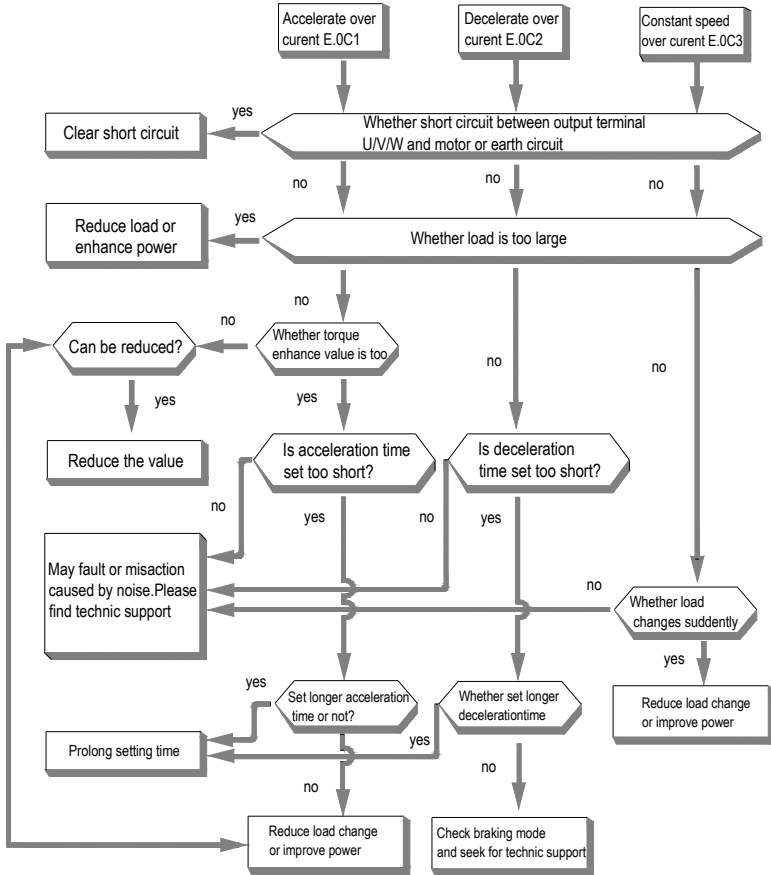 Accelerate over
curent E.0C1
Decelerate over
curent E.0C2
Constant speed
over curent E.0C3
yes
Clear short circuit
Whether short circuit between output terminal
U/V/W and motor or earth circuit
no
no
no
Reduce load or
enhance power
yes
Whether load is too large
no
no
Can be reduced?
Whether torque
enhance value is too
no
no
yes
yes
Reduce the value
Is acceleration time
set too short?
Is deceleration
time set too short?
no
yes
no
yes
May fault or misaction
caused by noise.Please
find technic support
no
Whether load
changes suddently
yes
yes
Set longer acceleration
time or not?
Whether set longer
decelerationtime
Reduce load change
or improve power
Prolong setting time
yes
no
no
Reduce load change
or improve power
Check braking mode
and seek for technic support